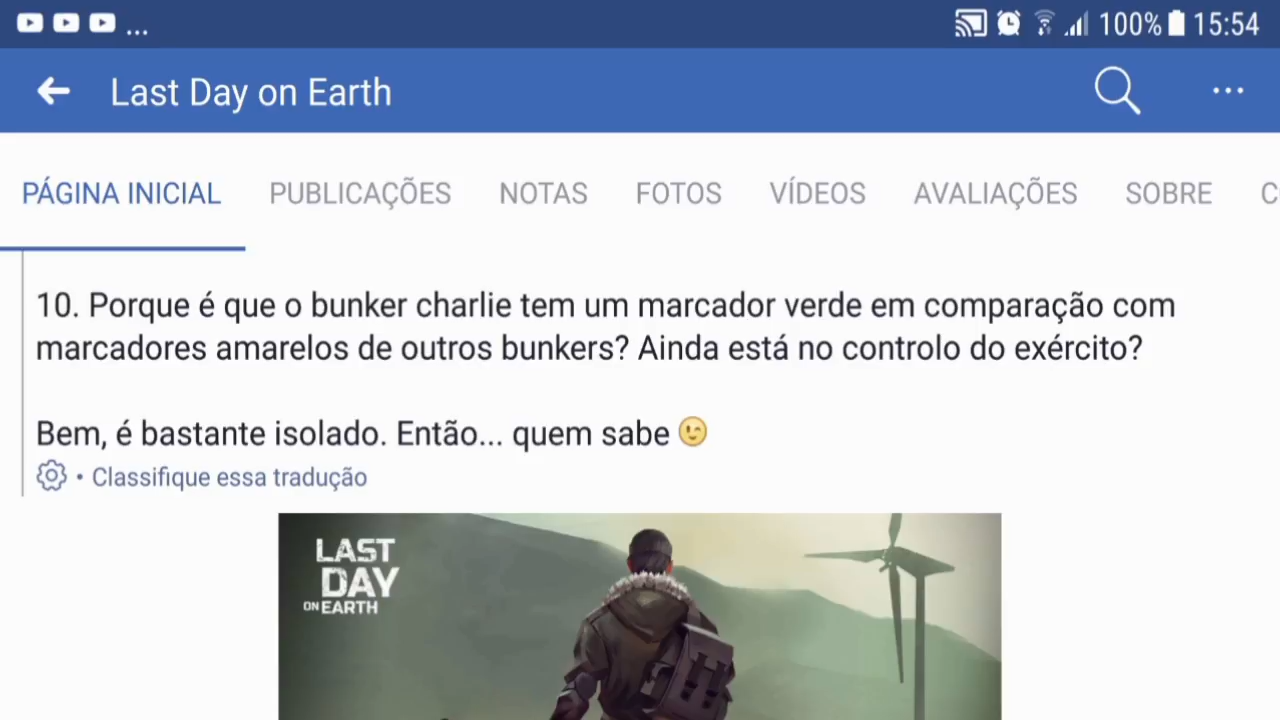 ... 100% 15:54
Last Day on Earth ...
PÁGINA INICIAL PUBLICAÇÕES NOTAS FOTOS VÍDEOS AVALIAÇÕES SOBRE C
10. Porque é que o bunker charlie tem um marcador verde em comparação com
marcadores amarelos de outros bunkers? Ainda está no controlo do exército?
Bem, é bastante isolado. Então... quem sabe 😉
• Classifique essa tradução
LAST
DAY
ON EARTH